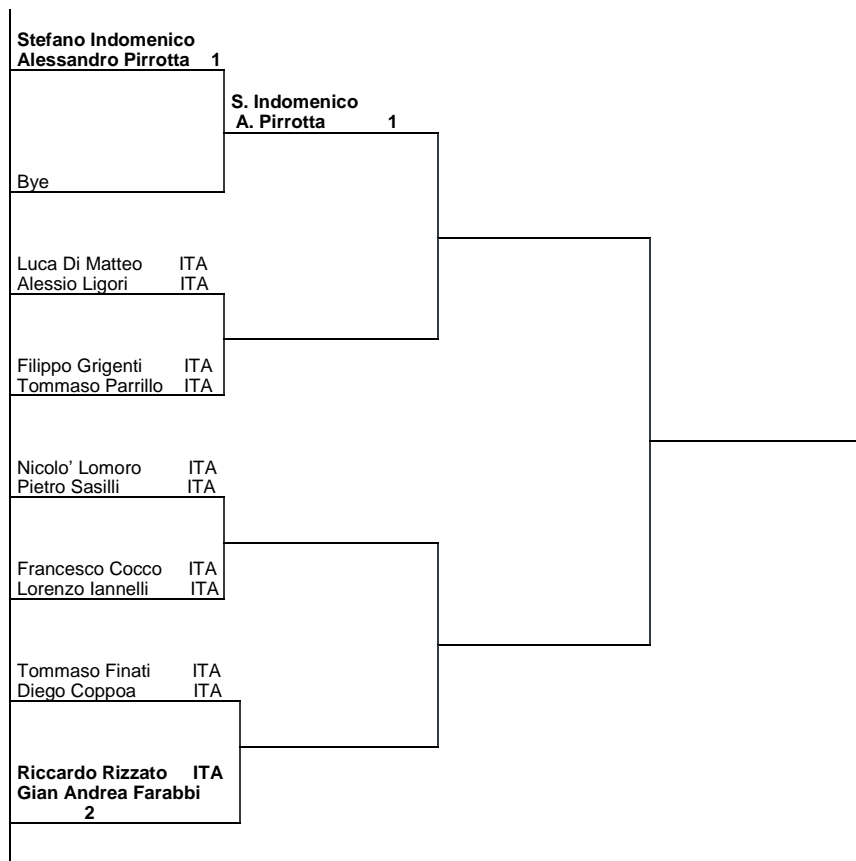 Stefano Indomenico
Alessandro Pirrotta 1
S. Indomenico
A. Pirrotta 1
Bye
Luca Di Matteo ITA
Alessio Ligori ITA
Filippo Grigenti ITA
Tommaso Parrillo ITA
Nicolo’ Lomoro ITA
Pietro Sasilli ITA
Francesco Cocco ITA
Lorenzo Iannelli ITA
Tommaso Finati ITA
Diego Coppoa ITA
Riccardo Rizzato ITA
Gian Andrea Farabbi
2